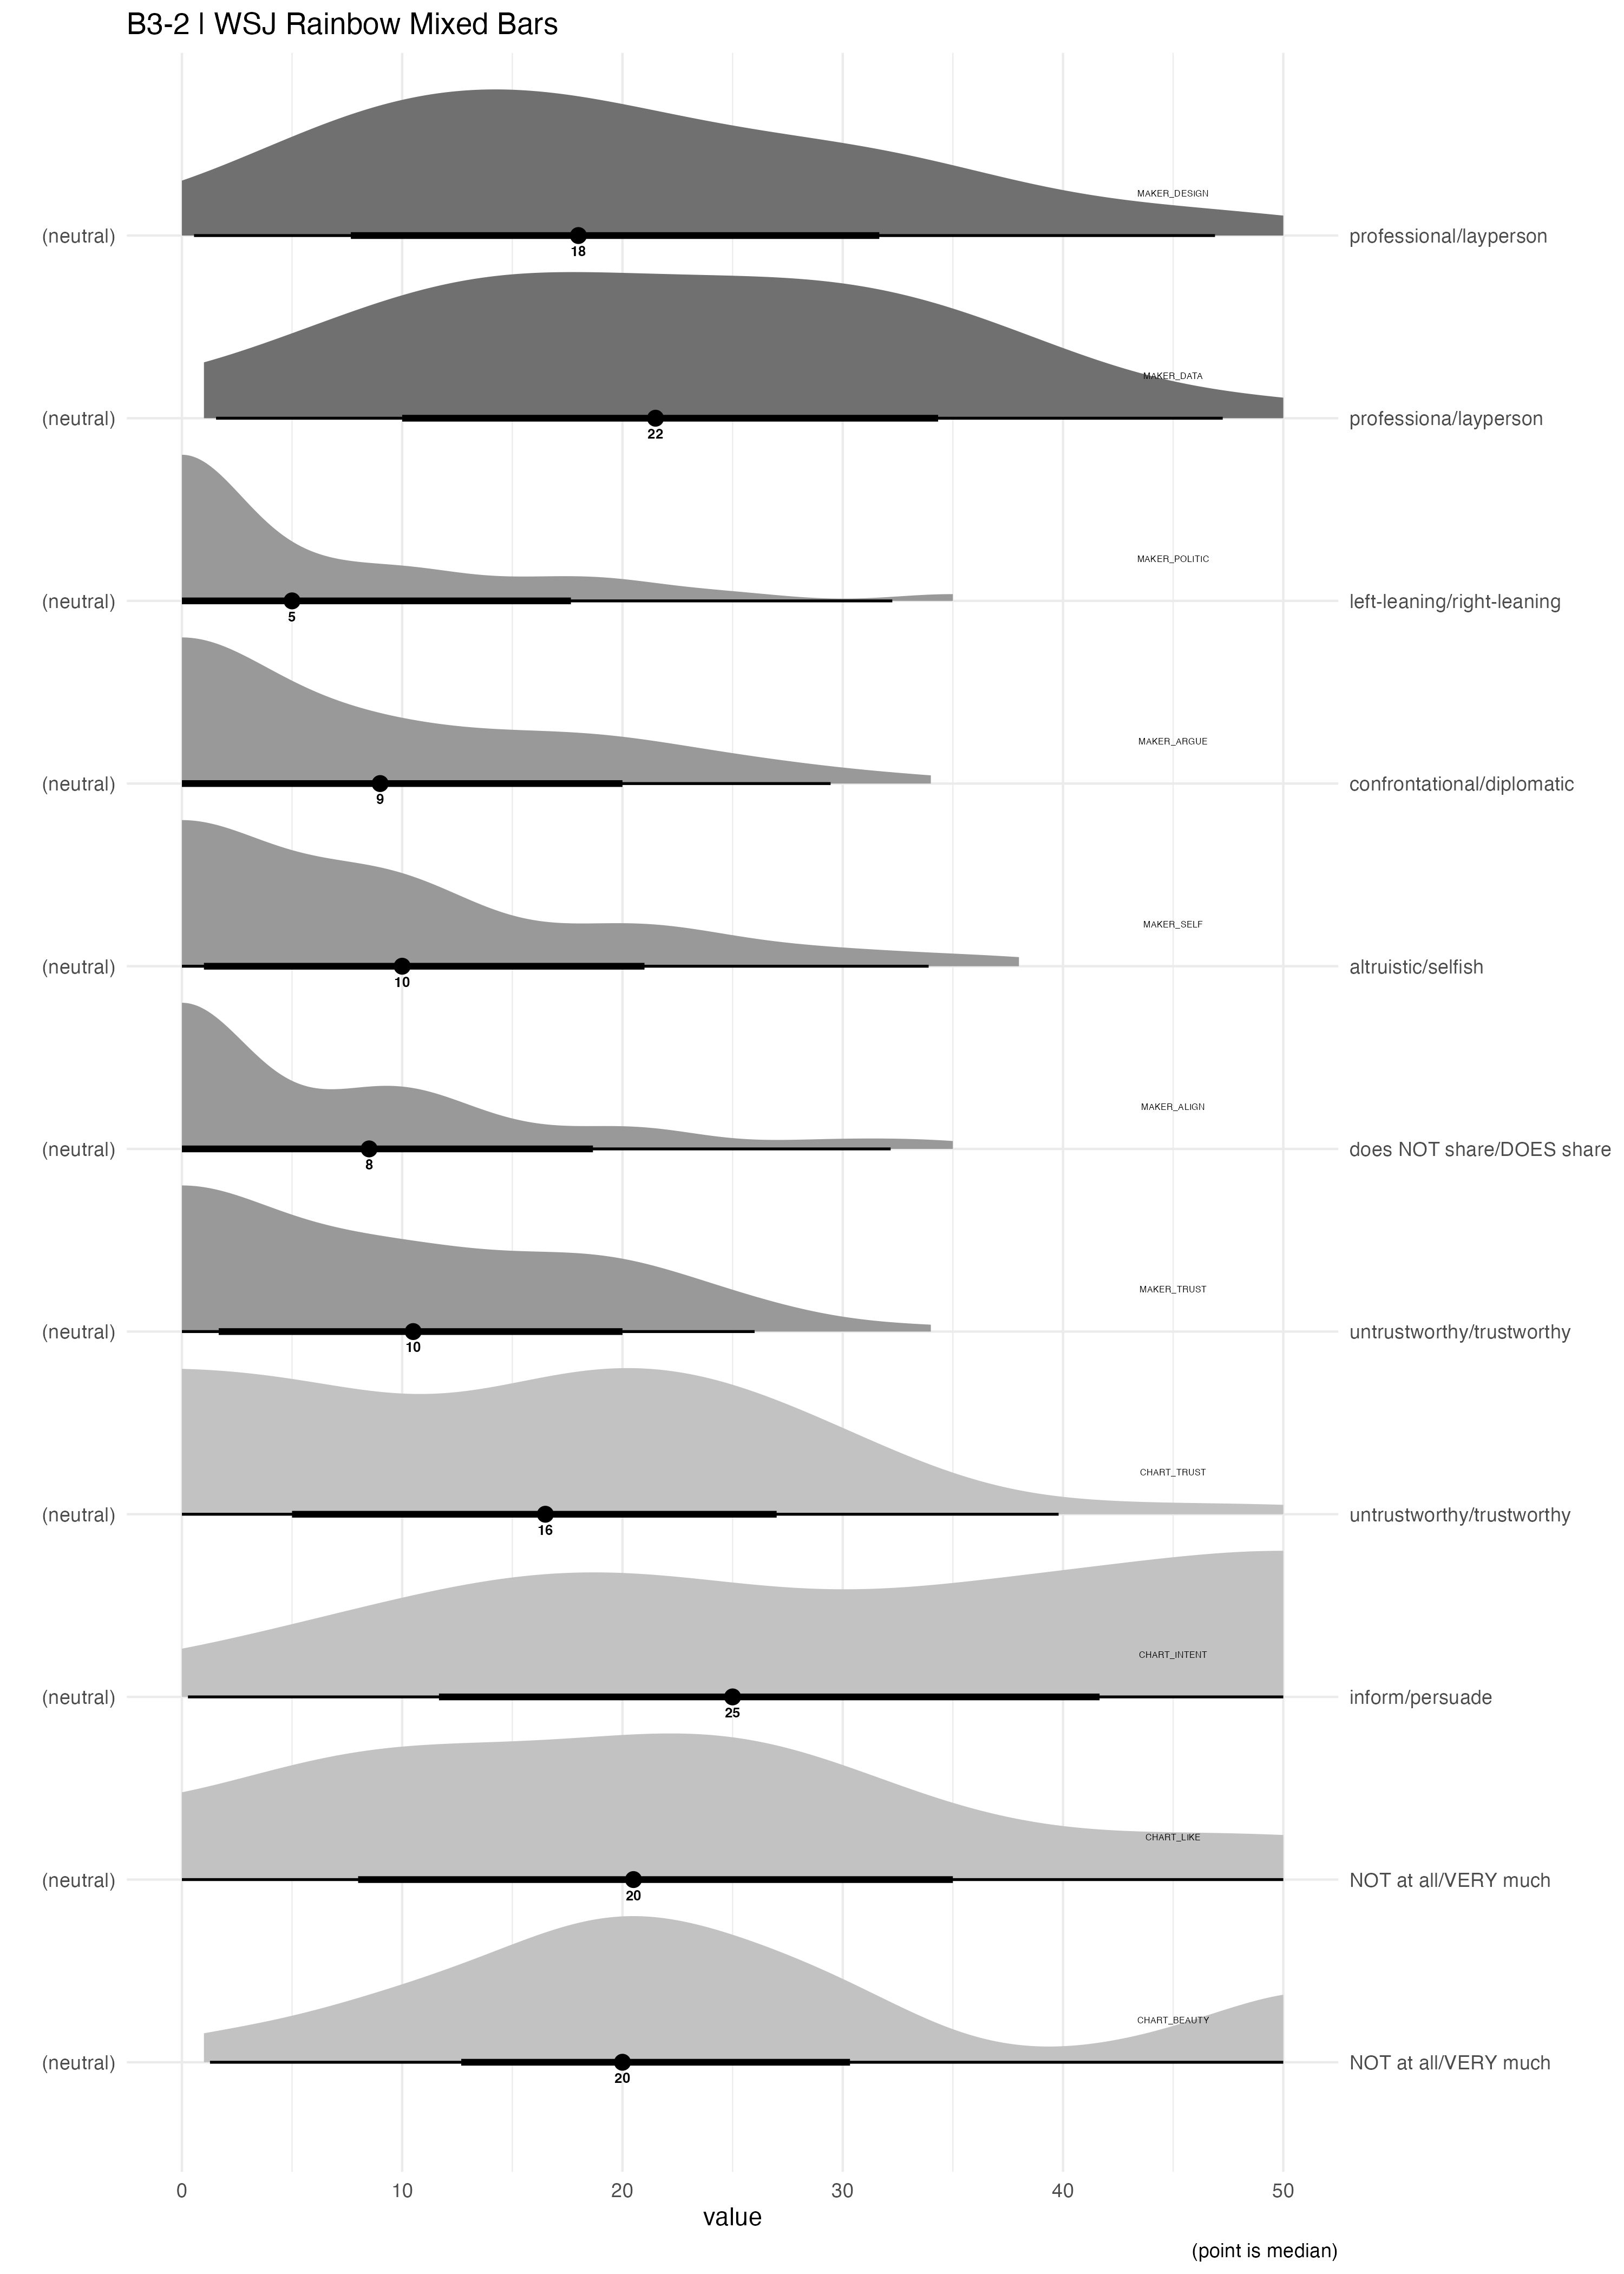 B3-2 | WSJ Rainbow Mixed Bars
MAKER_DESIGN
(neutral) professional/layperson
18
MAKER_DATA
(neutral) professiona/layperson
22
MAKER_POLITIC
(neutral) left-leaning/right-leaning
5
MAKER_ARGUE
(neutral) confrontational/diplomatic
9
MAKER_SELF
(neutral) altruistic/selfish
10
MAKER_ALIGN
(neutral) does NOT share/DOES share
8
MAKER_TRUST
(neutral) untrustworthy/trustworthy
10
CHART_TRUST
(neutral) untrustworthy/trustworthy
16
CHART_INTENT
(neutral) inform/persuade
25
CHART_LIKE
(neutral) NOT at all/VERY much
20
CHART_BEAUTY
(neutral) NOT at all/VERY much
20
0 10 20 30 40 50
value
(point is median)